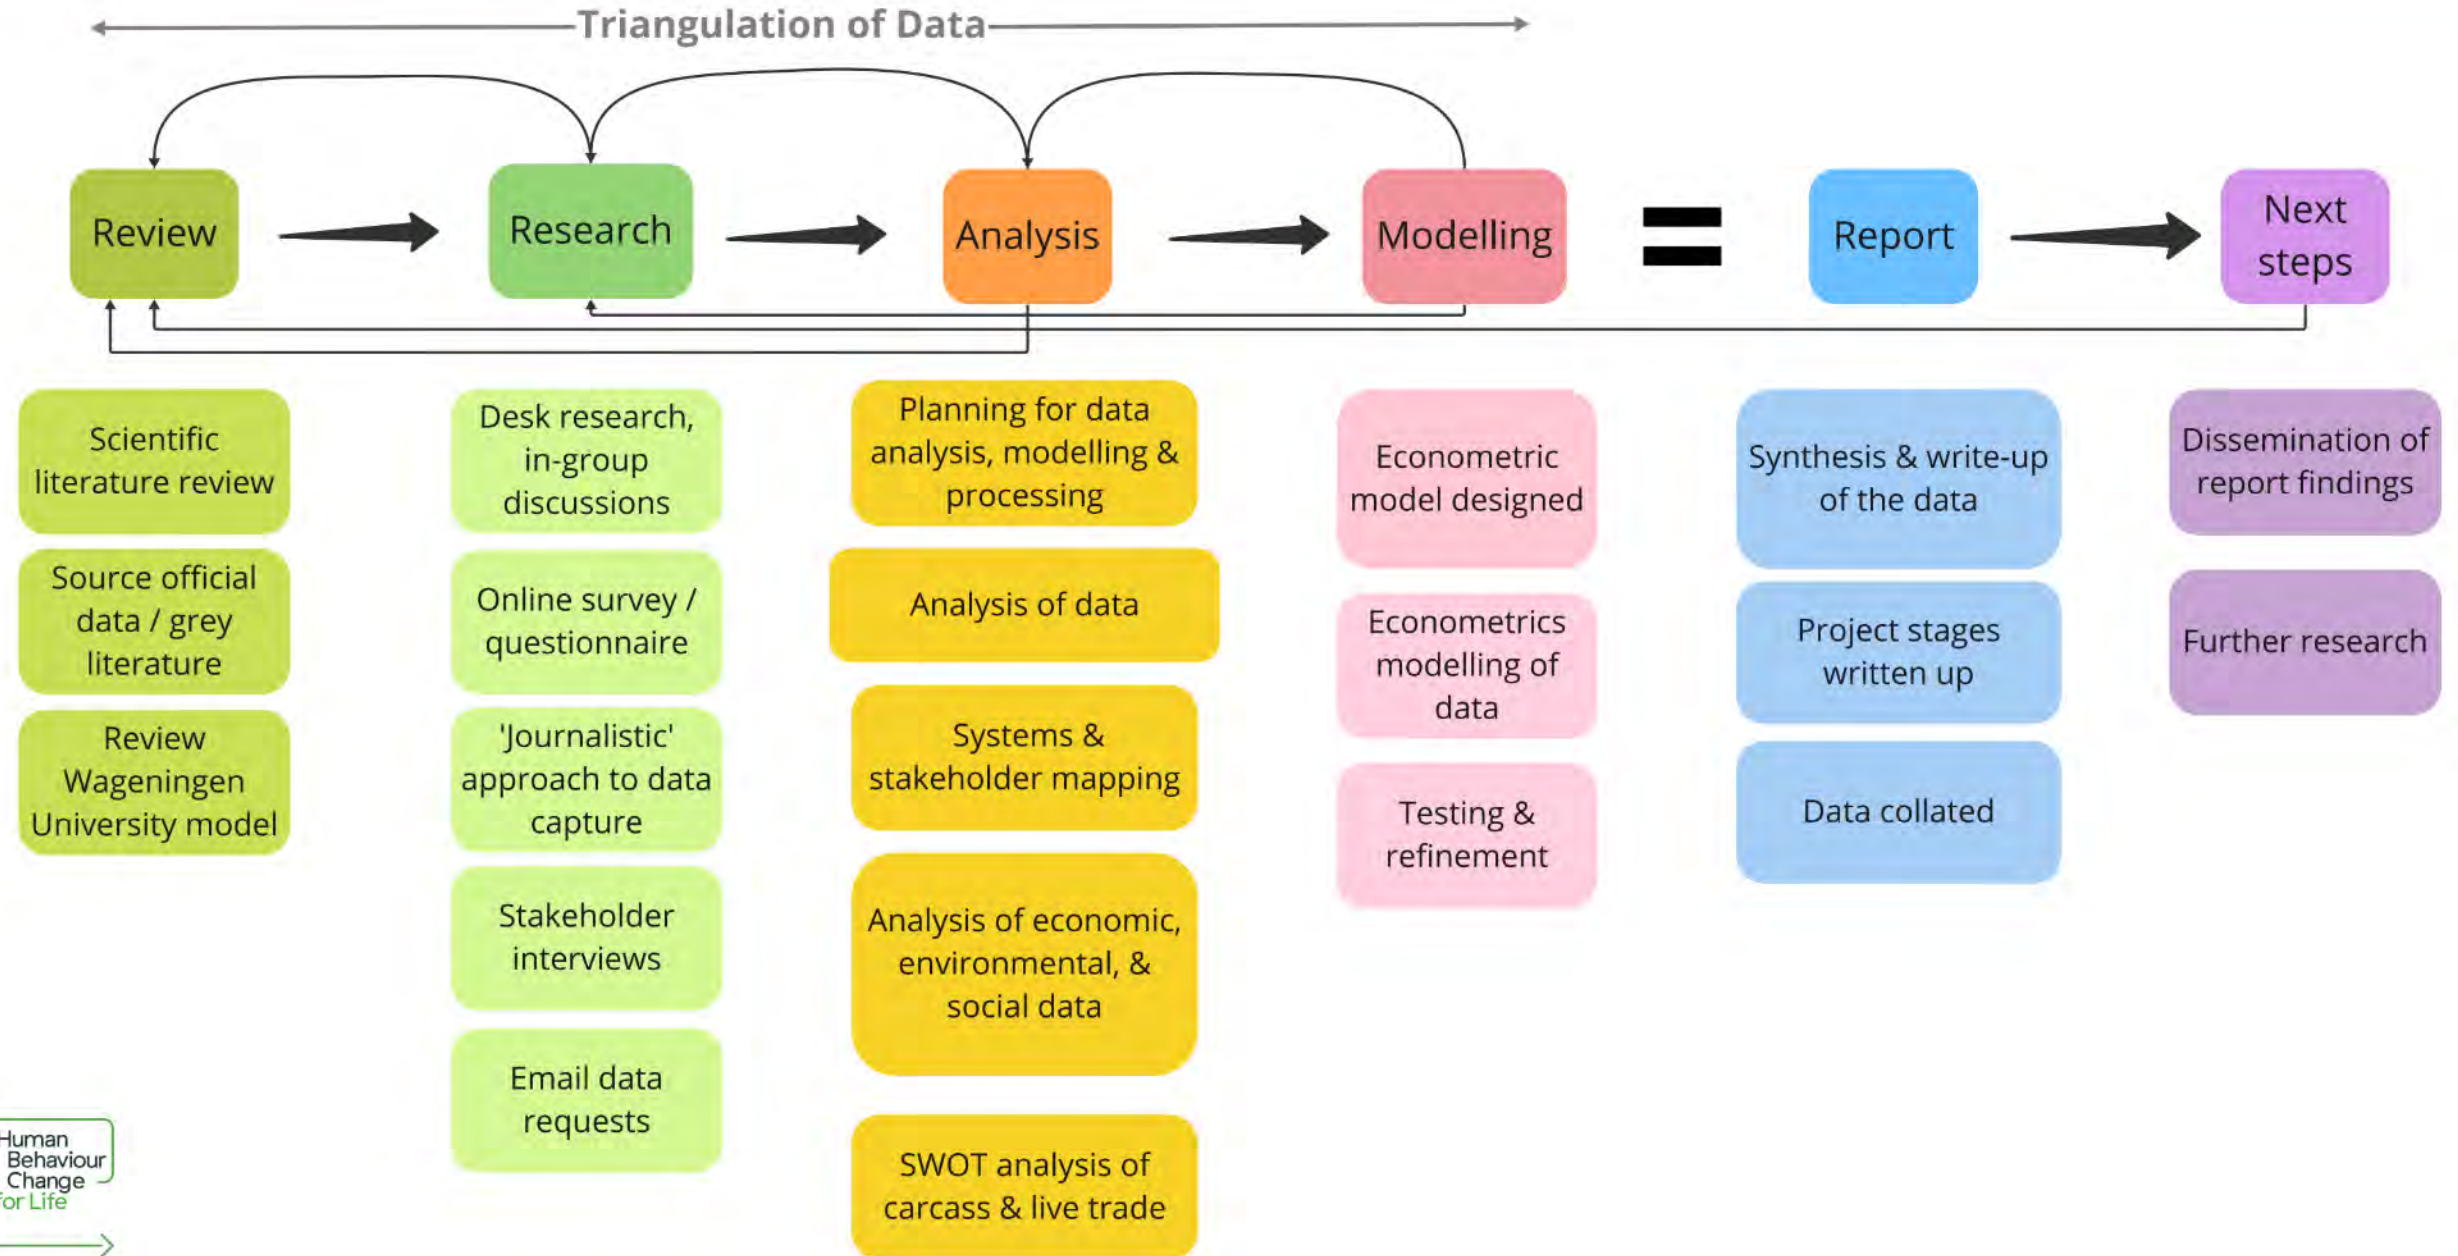 Triangulation of Data
Review
Research
Analysis
Modelling
=
Report
Next
steps
Scientific
literature review
Source official
data / grey
literature
Review
Wageningen
University model
Desk research,
in-group
discussions
Online survey /
questionnaire
'Journalistic'
approach to data
capture
Stakeholder
interviews
Email data
requests
Planning for data
analysis, modelling &
processing
Analysis of data
Systems &
stakeholder mapping
Analysis of economic,
environmental, &
social data
SWOT analysis of
carcass & live trade
Econometric
model designed
Econometrics
modelling of
data
Testing &
refinement
Synthesis & write-up
of the data
Project stages
written up
Data collated
Dissemination of
report findings
Further research
Human
Behaviour
Change
for Life